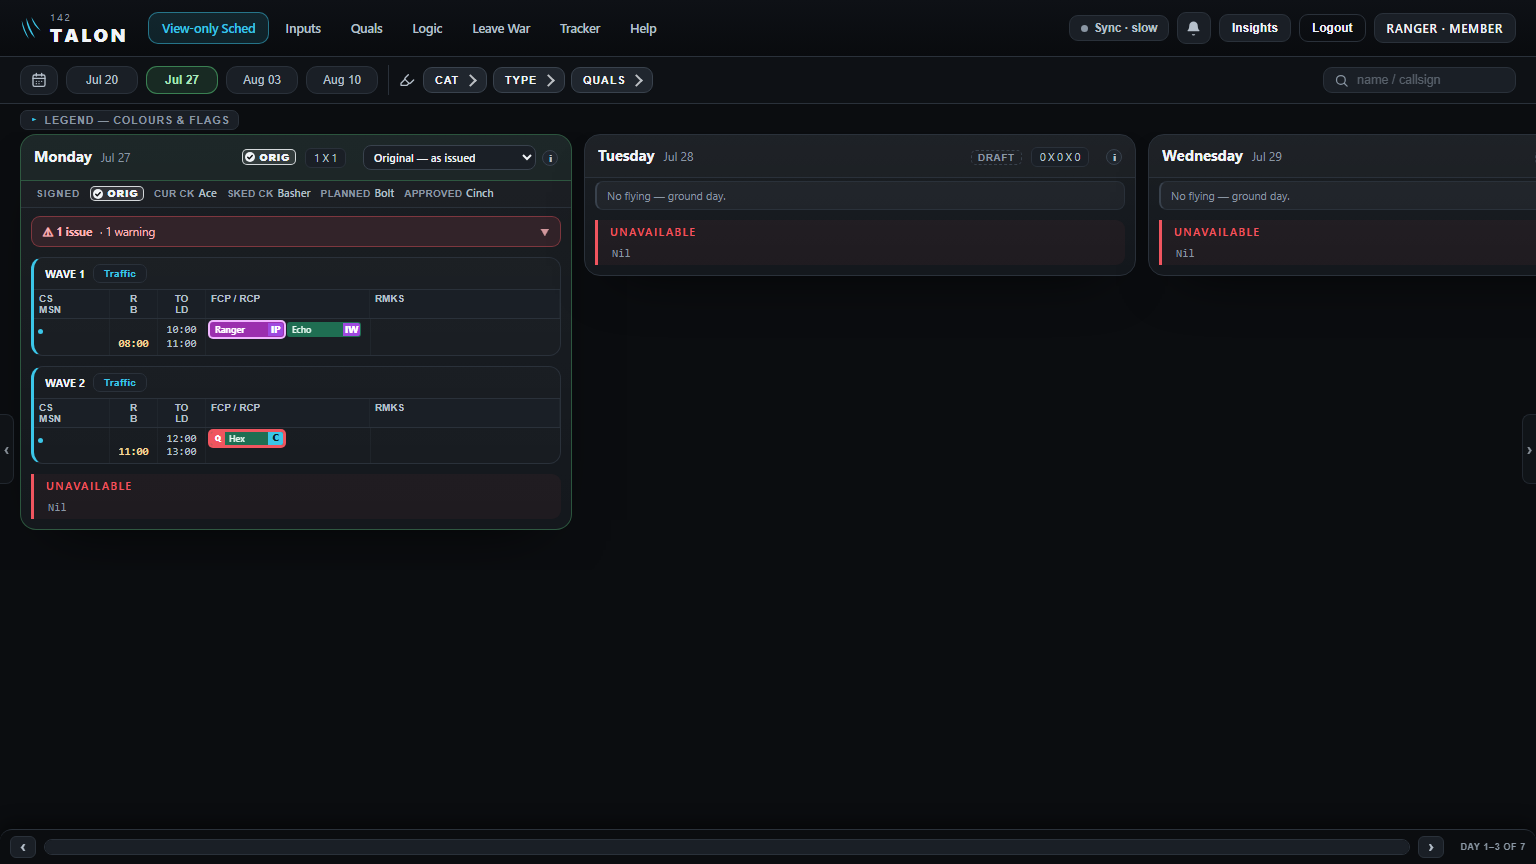 142
TALON
View-only Sched
Inputs
Quals
Logic
Leave War
Tracker
Help
Sync · slow
Insights
Logout
RANGER · MEMBER
Jul 20
Jul 27
Aug 03
Aug 10
CAT
TYPE
QUALS
name / callsign
LEGEND — COLOURS & FLAGS
Monday Jul 27
ORIG
1 X 1
Original — as issued
i
SIGNED ORIG CUR CK Ace SKED CK Basher PLANNED Bolt APPROVED Cinch
1 issue · 1 warning
WAVE 1 Traffic
CS R TO FCP / RCP RMKS
MSN B LD
10:00 Ranger IP Echo IW
08:00 11:00
WAVE 2 Traffic
CS R TO FCP / RCP RMKS
MSN B LD
12:00 Q Hex C
11:00 13:00
UNAVAILABLE
Nil
Tuesday Jul 28
DRAFT
0 X 0 X 0
i
No flying — ground day.
UNAVAILABLE
Nil
Wednesday Jul 29
No flying — ground day.
UNAVAILABLE
Nil
DAY 1–3 OF 7